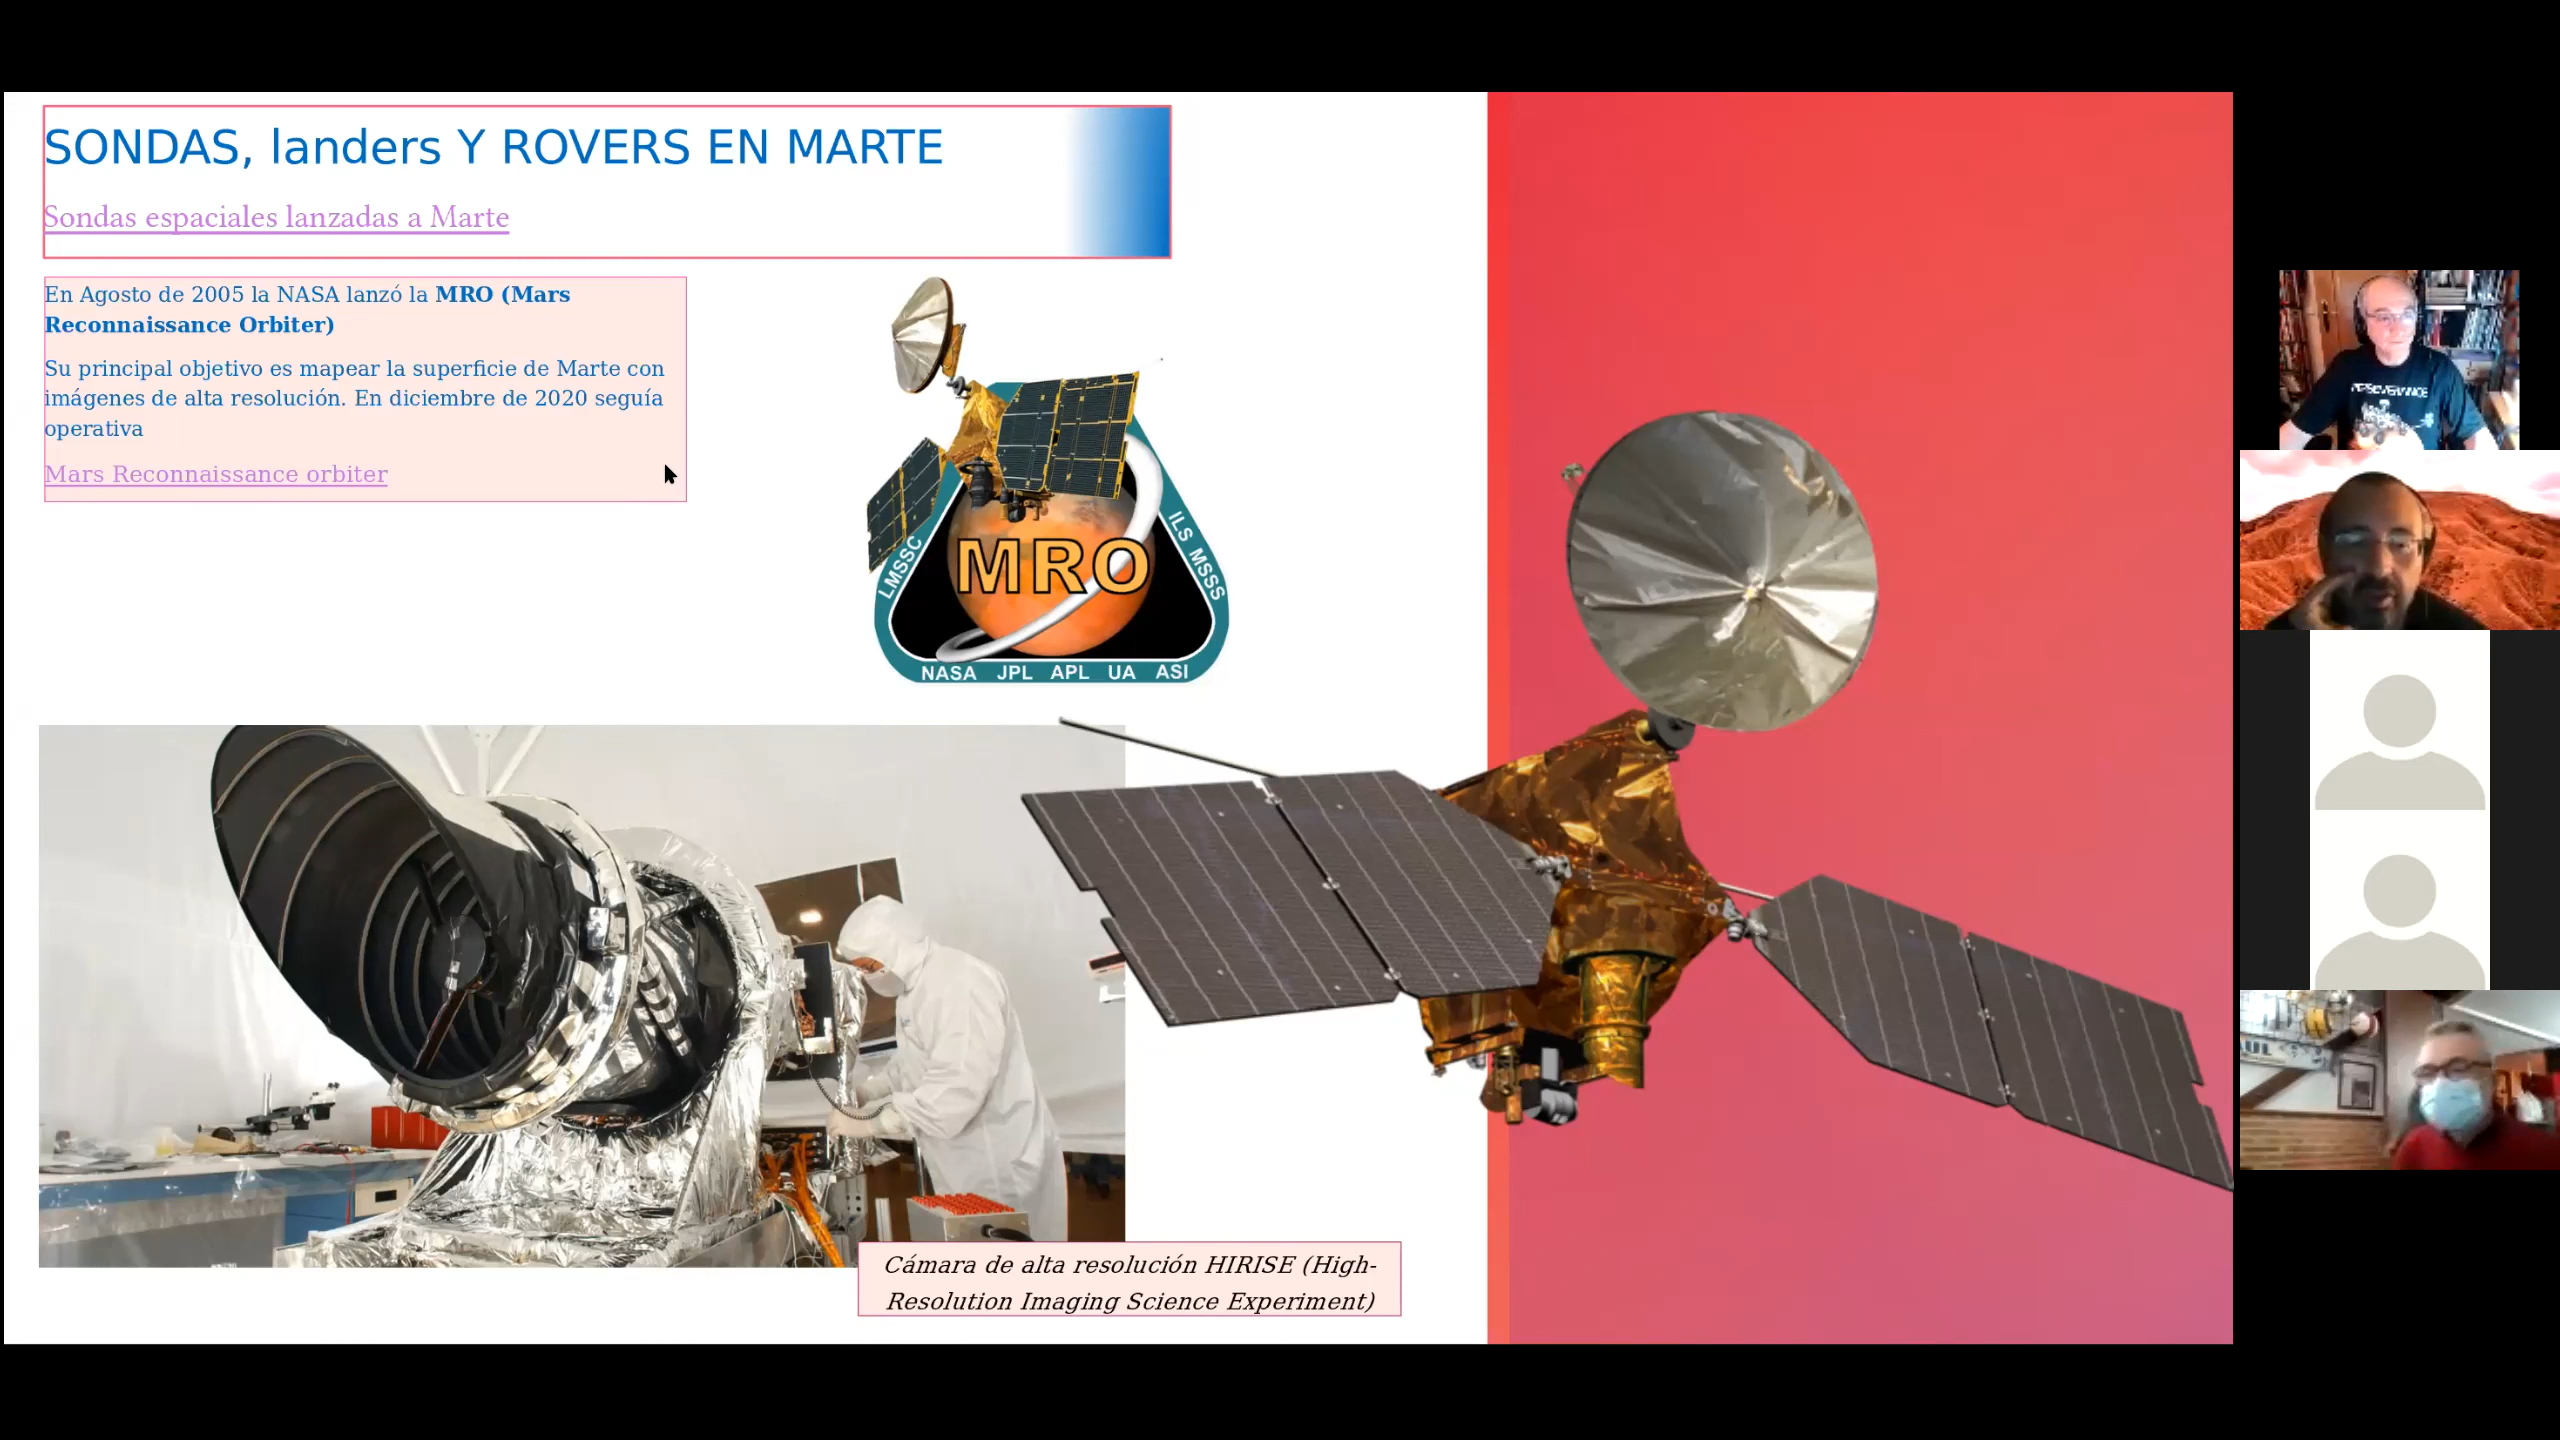 SONDAS, landers Y ROVERS EN MARTE
Sondas espaciales lanzadas a Marte
En Agosto de 2005 la NASA lanzó la MRO (Mars
Reconnaissance Orbiter)
Su principal objetivo es mapear la superficie de Marte con
imágenes de alta resolución. En diciembre de 2020 seguía
operativa
Mars Reconnaissance orbiter
LMSSC
MRO
ILS MSSS
NASA JPL APL UA ASI
Cámara de alta resolución HIRISE (High-
Resolution Imaging Science Experiment)
PERSEVERANCE